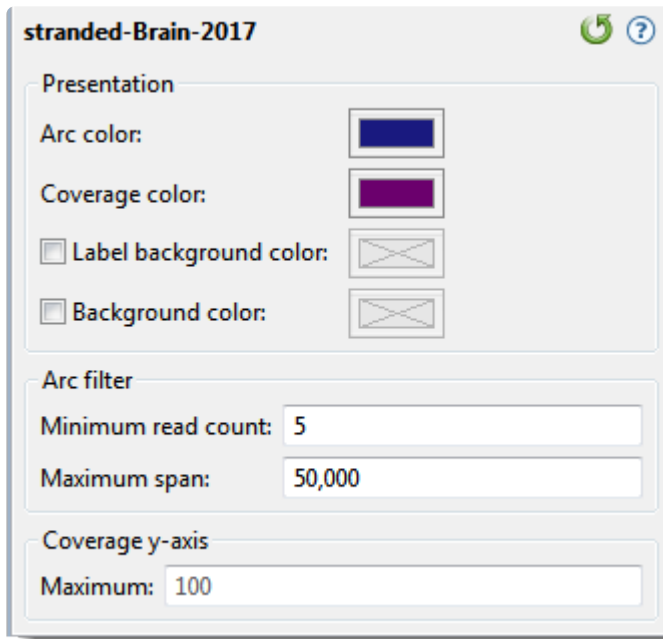 stranded-Brain-2017
?
Presentation
Arc color:
Coverage color:
Label background color:
Background color:
Arc filter
Minimum read count: 5
Maximum span: 50,000
Coverage y-axis
Maximum: 100